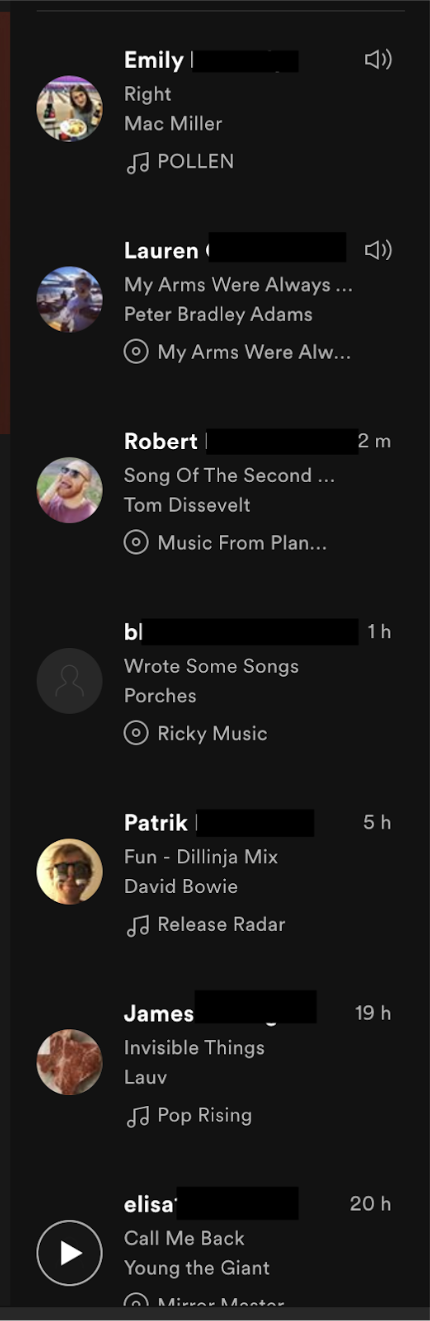 Emily
Right
Mac Miller
POLLEN
Lauren
My Arms Were Always ...
Peter Bradley Adams
My Arms Were Alw...
Robert
2 m
Song Of The Second ...
Tom Dissevelt
Music From Plan...
1 h
Wrote Some Songs
Porches
Ricky Music
Patrik
5 h
Fun - Dillinja Mix
David Bowie
Release Radar
James
19 h
Invisible Things
Lauv
Pop Rising
elisa
20 h
Call Me Back
Young the Giant
Mirror Master